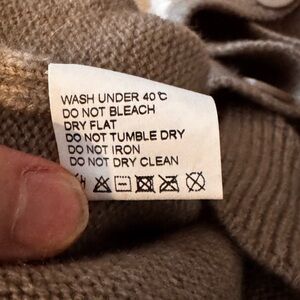 WASH UNDER 40℃
DO NOT BLEACH
DRY FLAT
DO NOT TUMBLE DRY
DO NOT IRON
DO NOT DRY CLEAN